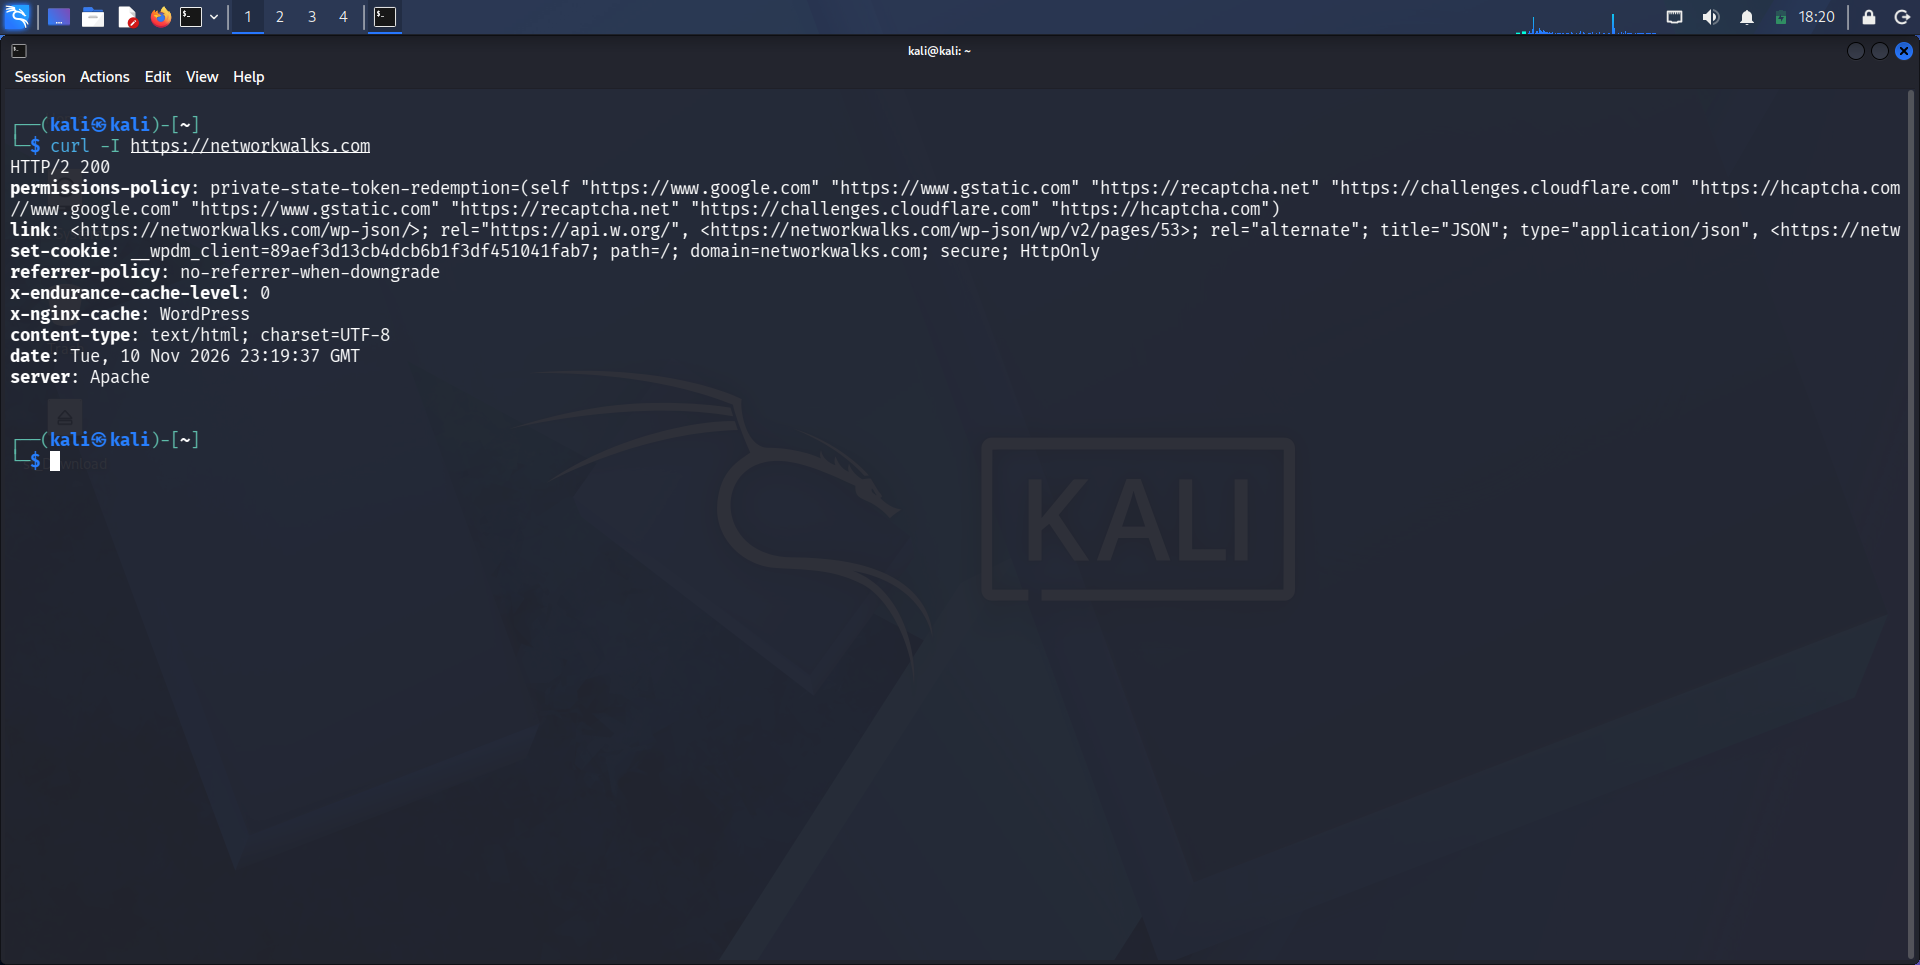 1 2 3 4 18:20
kali@kali: ~
Session Actions Edit View Help
┌──(kali㉿kali)-[~]
└─$ curl -I https://networkwalks.com
HTTP/2 200
permissions-policy: private-state-token-redemption=(self "https://www.google.com" "https://www.gstatic.com" "https://recaptcha.net" "https://challenges.cloudflare.com" "https://hcaptcha.com
//www.google.com" "https://www.gstatic.com" "https://recaptcha.net" "https://challenges.cloudflare.com" "https://hcaptcha.com")
link: <https://networkwalks.com/wp-json/>; rel="https://api.w.org/", <https://networkwalks.com/wp-json/wp/v2/pages/53>; rel="alternate"; title="JSON"; type="application/json", <https://netw
set-cookie: __wpdm_client=89aef3d13cb4dcb6b1f3df451041fab7; path=/; domain=networkwalks.com; secure; HttpOnly
referrer-policy: no-referrer-when-downgrade
x-endurance-cache-level: 0
x-nginx-cache: WordPress
content-type: text/html; charset=UTF-8
date: Tue, 10 Nov 2026 23:19:37 GMT
server: Apache
┌──(kali㉿kali)-[~]
└─$
KALI